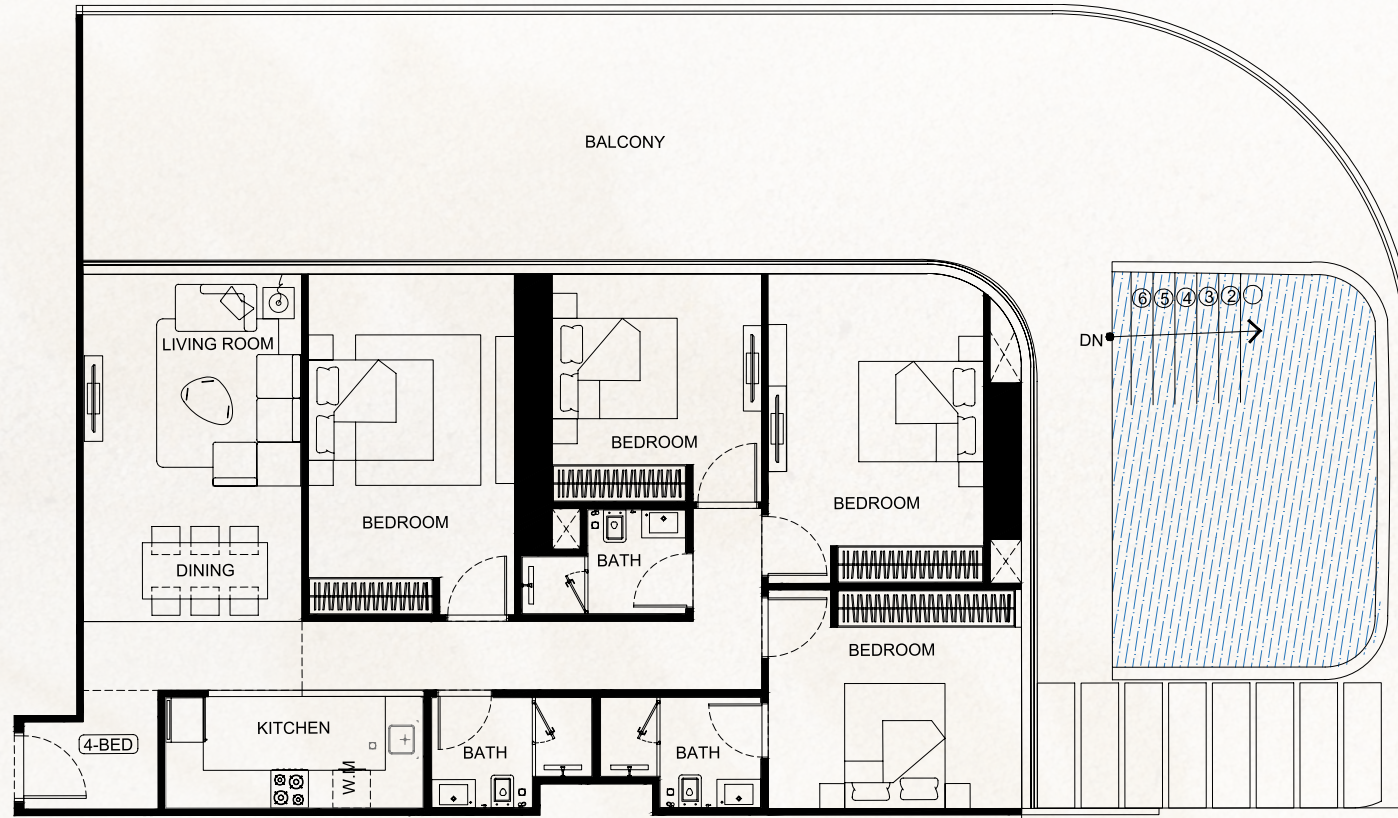 BALCONY
6 5 4 3 2
DN
LIVING ROOM
BEDROOM
BEDROOM
BEDROOM
BATH
DINING
BEDROOM
KITCHEN
4-BED
BATH
BATH
W.M